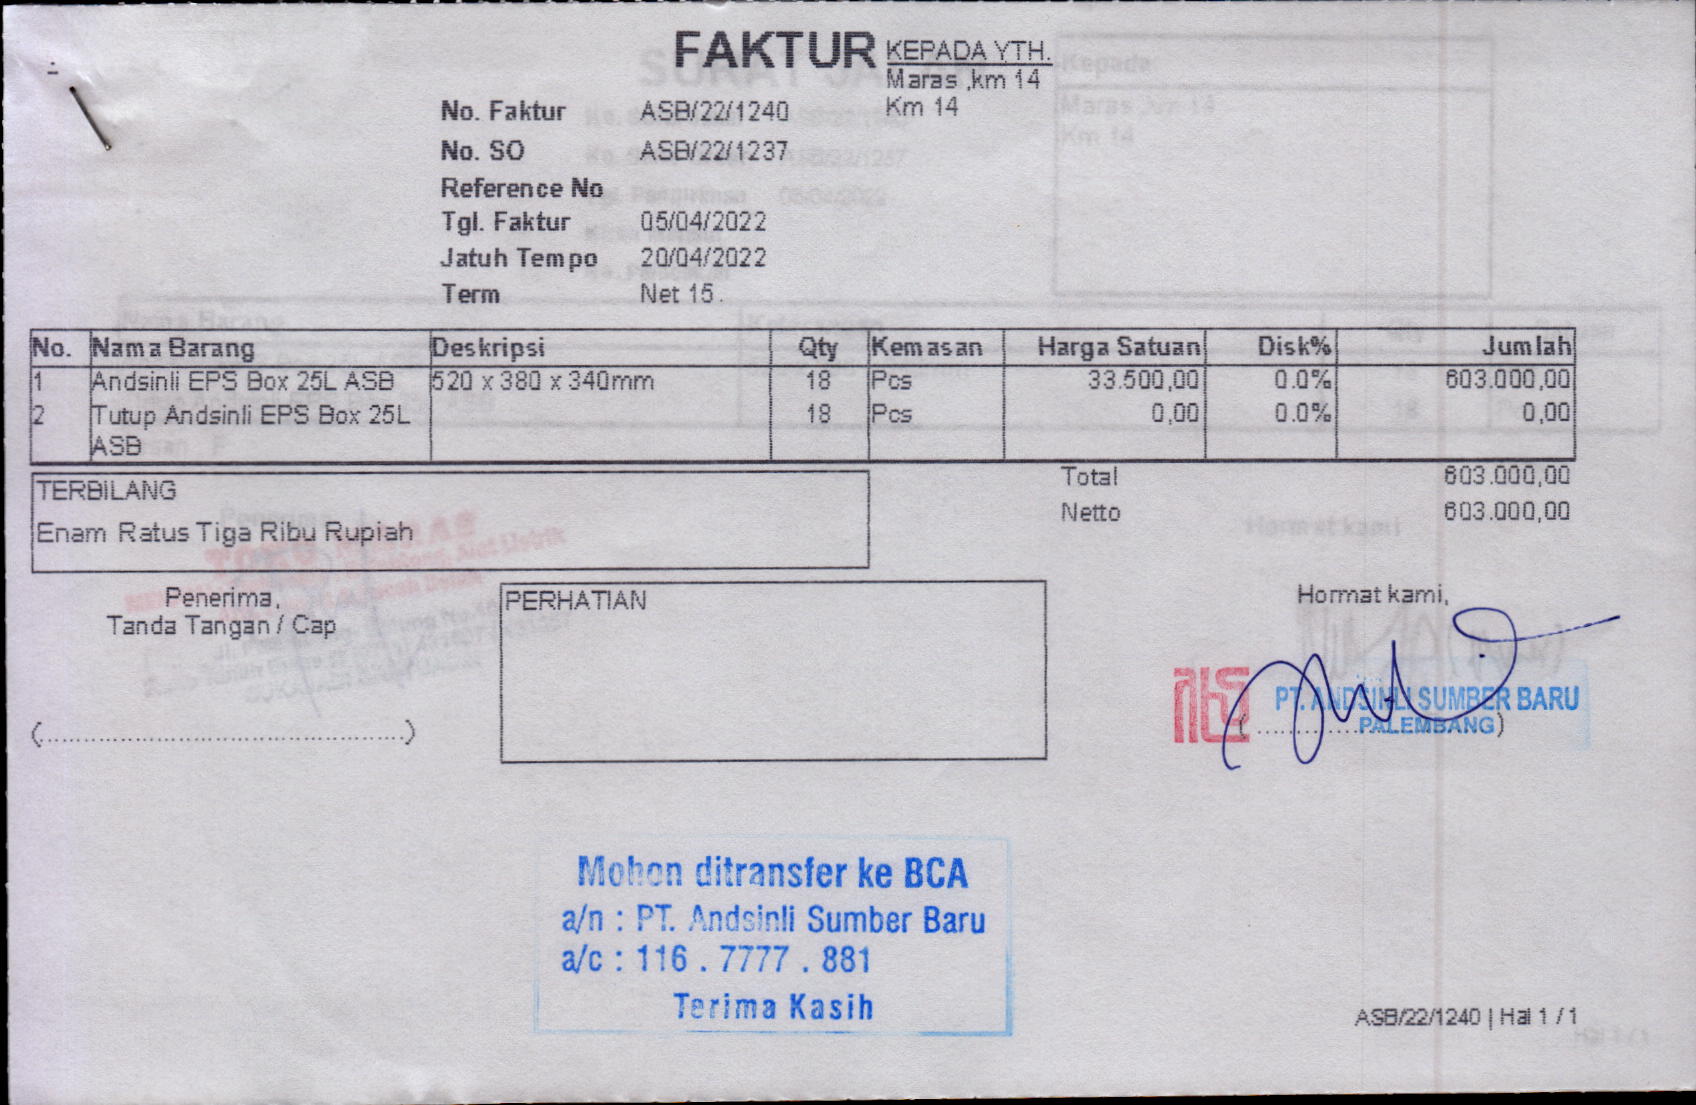 FAKTUR
KEPADA YTH.
Maras ,km 14
Km 14
No. Faktur ASB/22/1240
No. SO ASB/22/1237
Reference No
Tgl. Faktur 05/04/2022
Jatuh Tempo 20/04/2022
Term Net 15
No. Nama Barang Deskripsi Qty Kemasan Harga Satuan Disk% Jumlah
1 Andsinli EPS Box 25L ASB 520 x 380 x 340mm 18 Pcs 33.500,00 0.0% 603.000,00
2 Tutup Andsinli EPS Box 25L 18 Pcs 0,00 0.0% 0,00
ASB
Total 603.000,00
Netto 603.000,00
TERBILANG
Enam Ratus Tiga Ribu Rupiah
Penerima,
Tanda Tangan / Cap
(..............................................)
PERHATIAN
Hormat kami,
PT. ANDSINLI SUMBER BARU
PALEMBANG
Mohon ditransfer ke BCA
a/n : PT. Andsinli Sumber Baru
a/c : 116 . 7777 . 881
Terima Kasih
ASB/22/1240 | Hal 1 / 1